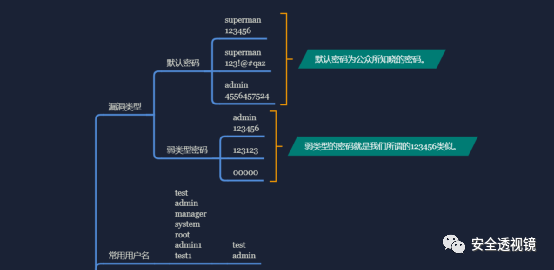 superman
123456
superman
123!@#qaz
默认密码
默认密码为公众所知晓的密码。
admin
4556457524
漏洞类型
admin
123456
弱类型密码
123123
弱类型的密码就是我们所谓的123456类似。
00000
test
admin
manager
system
root
admin1
test1
常用用户名
test
admin
安全透视镜